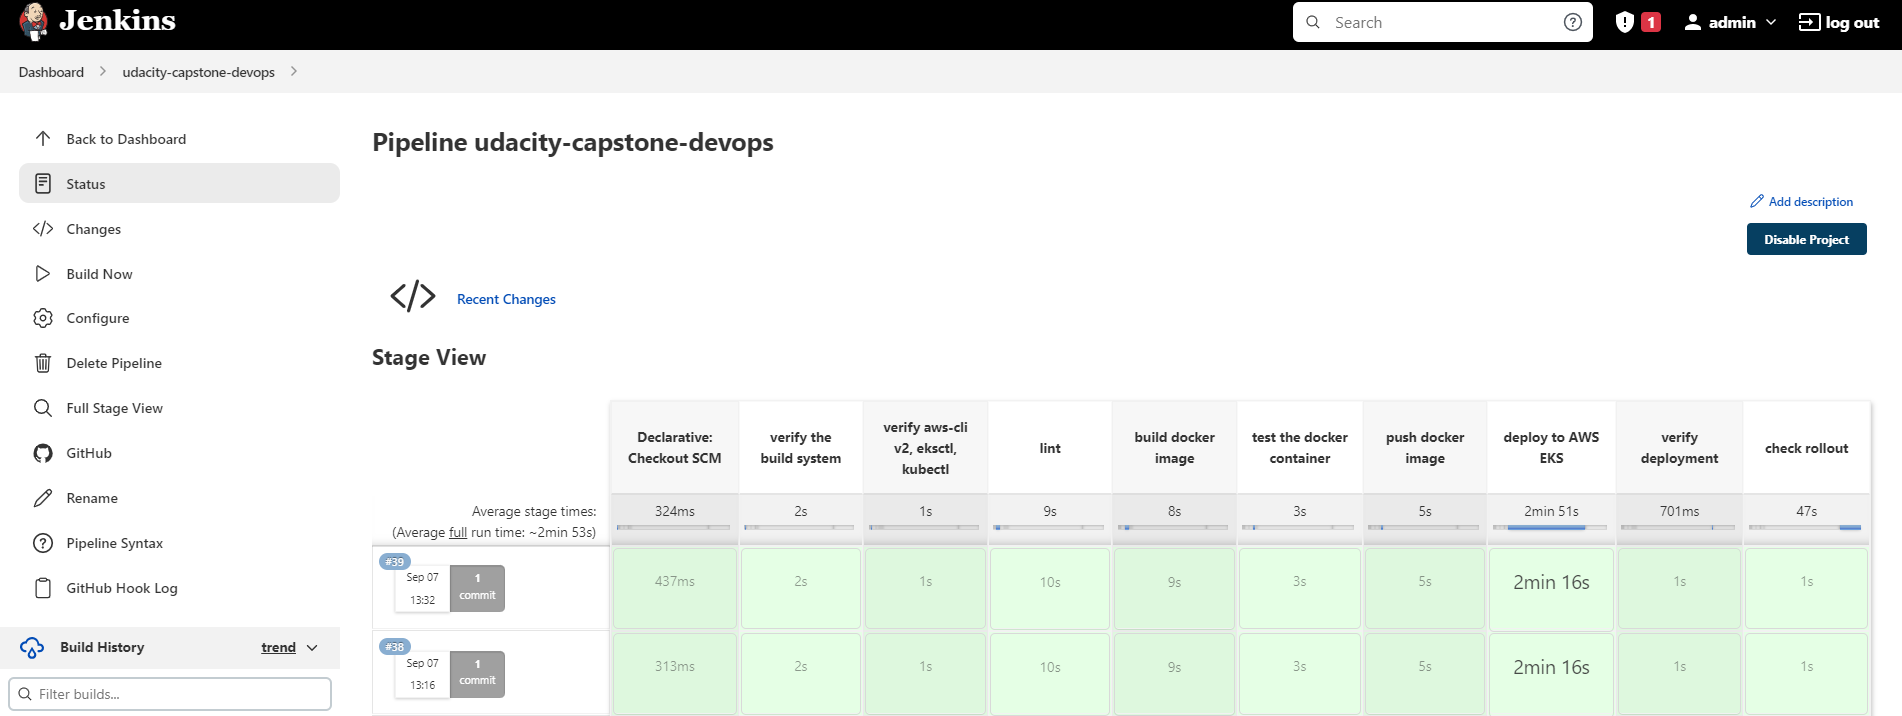 Jenkins
Search
1
admin
log out
Dashboard
udacity-capstone-devops
Back to Dashboard
Status
Changes
Build Now
Configure
Delete Pipeline
Full Stage View
GitHub
Rename
Pipeline Syntax
GitHub Hook Log
Build History
trend
Filter builds...
Pipeline udacity-capstone-devops
Add description
Disable Project
Recent Changes
Stage View
Declarative:
Checkout SCM
verify the
build system
verify aws-cli
v2, eksctl,
kubectl
lint
build docker
image
test the docker
container
push docker
image
deploy to AWS
EKS
verify
deployment
check rollout
Average stage times:
(Average full run time: ~2min 53s)
324ms
2s
1s
9s
8s
3s
5s
2min 51s
701ms
47s
#39
Sep 07
13:32
1
commit
437ms
2s
1s
10s
9s
3s
5s
2min 16s
1s
1s
#38
Sep 07
13:16
1
commit
313ms
2s
1s
10s
9s
3s
5s
2min 16s
1s
1s